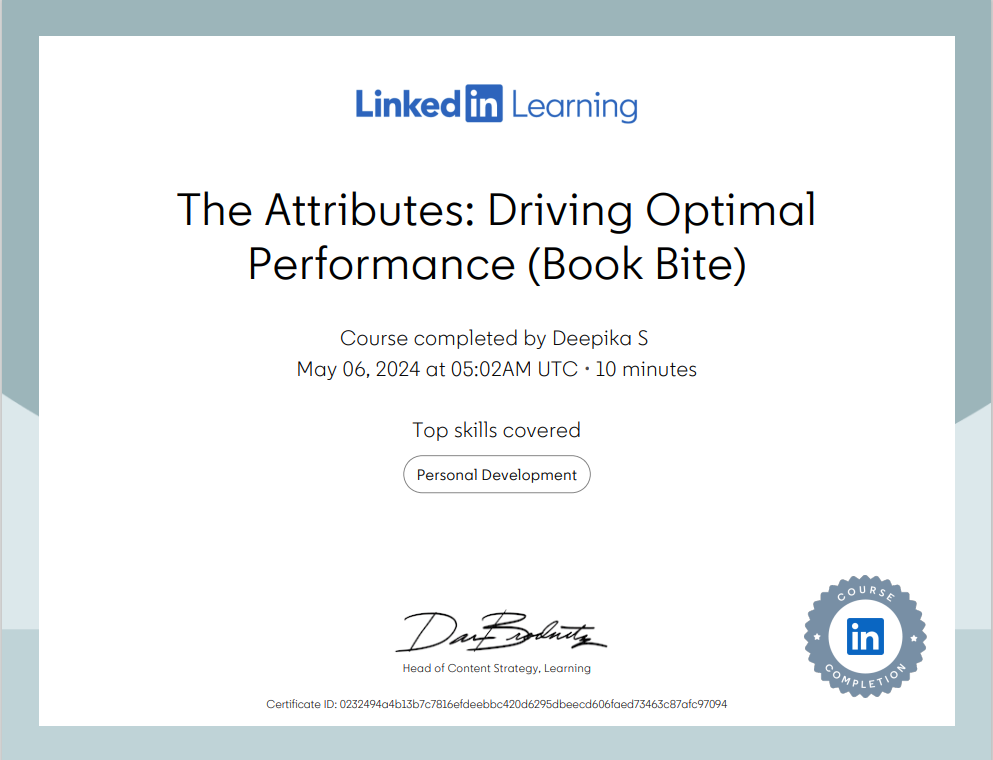 Linked in Learning
The Attributes: Driving Optimal
Performance (Book Bite)
Course completed by Deepika S
May 06, 2024 at 05:02AM UTC • 10 minutes
Top skills covered
Personal Development
Dan Brodnitz
Head of Content Strategy, Learning
COURSE
in
COMPLETION
Certificate ID: 0232494a4b13b7c7816efdeebbc420d6295dbeecd606faed73463c87afc97094